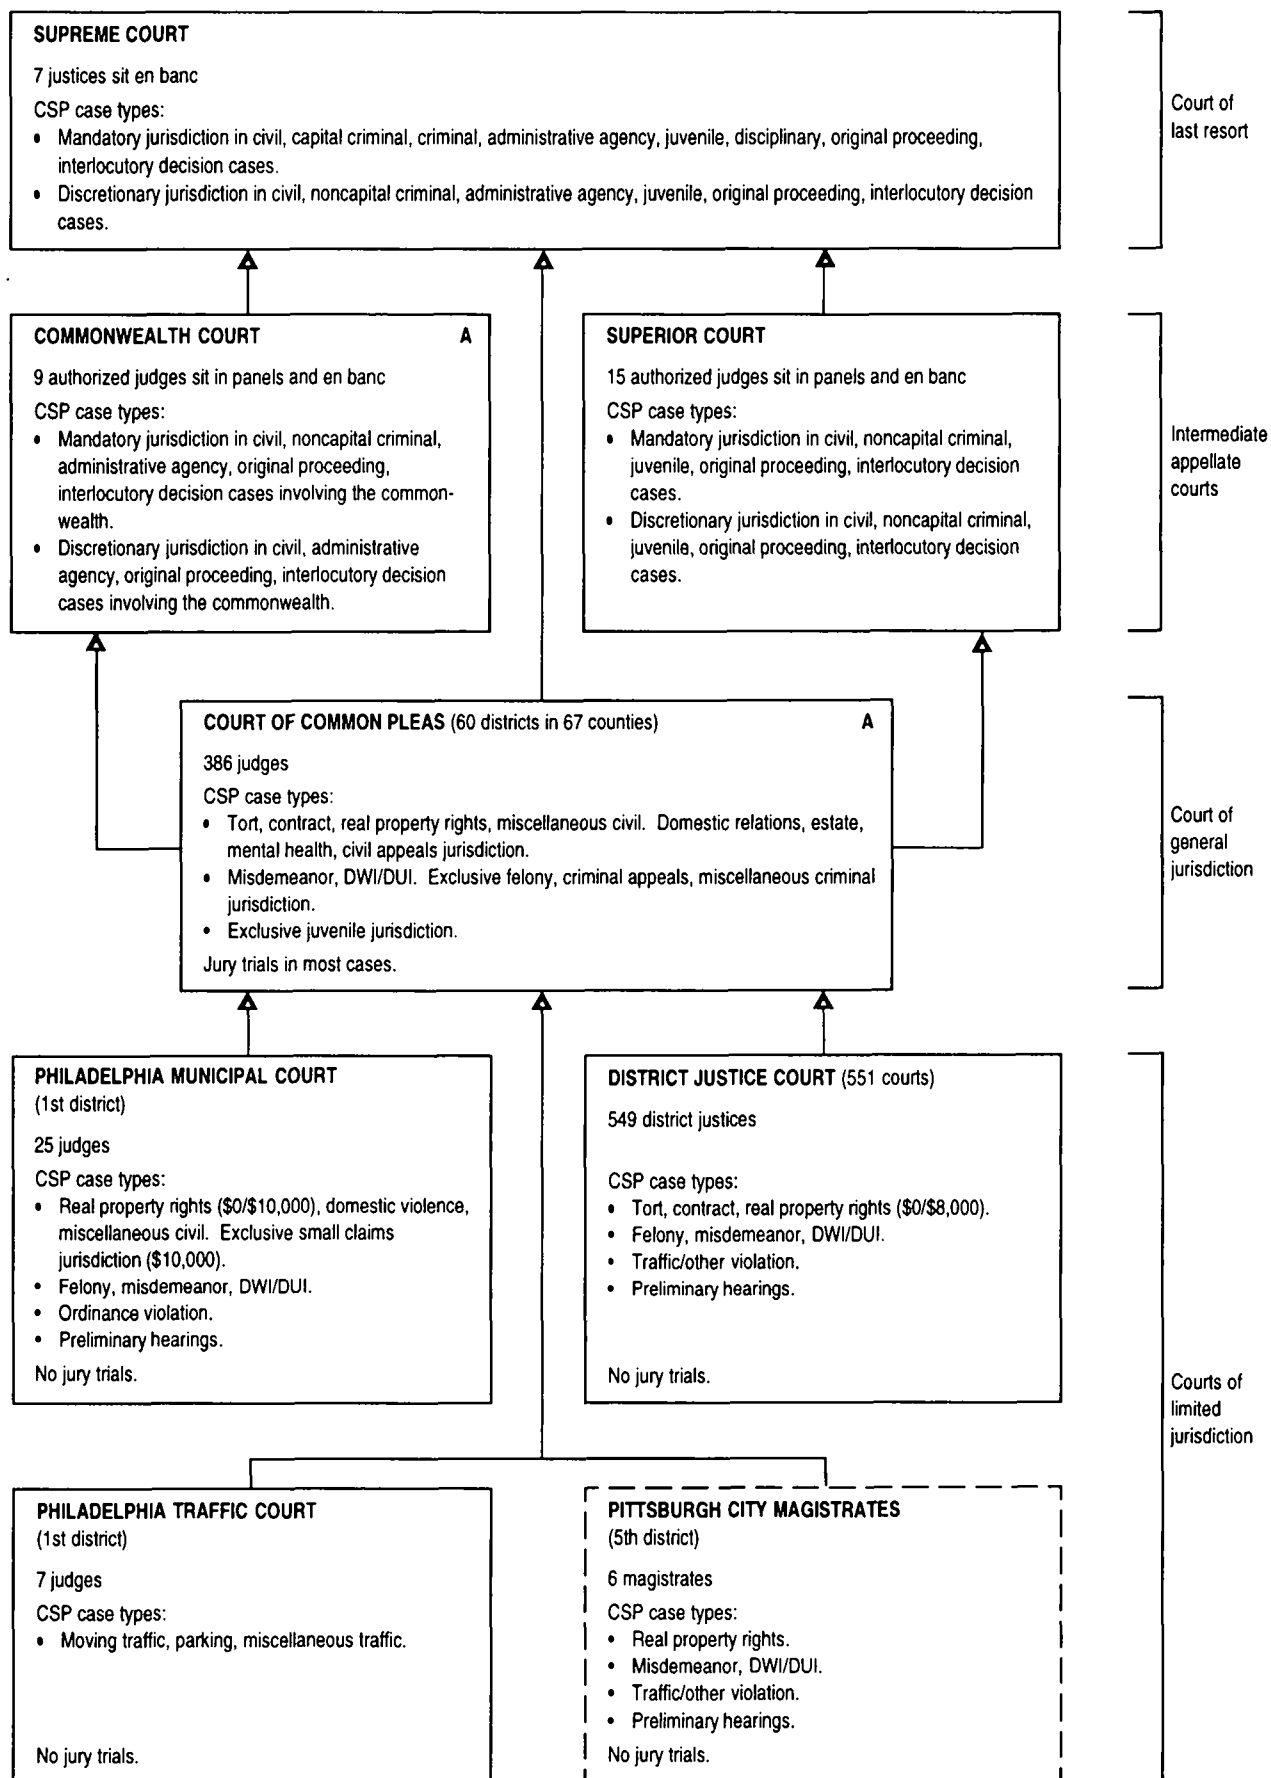 SUPREME COURT
7 justices sit en banc
CSP case types:
• Mandatory jurisdiction in civil, capital criminal, criminal, administrative agency, juvenile, disciplinary, original proceeding,
interlocutory decision cases.
• Discretionary jurisdiction in civil, noncapital criminal, administrative agency, juvenile, original proceeding, interlocutory decision
cases.
Court of
last resort
COMMONWEALTH COURT A
9 authorized judges sit in panels and en banc
CSP case types:
• Mandatory jurisdiction in civil, noncapital criminal,
administrative agency, original proceeding,
interlocutory decision cases involving the common-
wealth.
• Discretionary jurisdiction in civil, administrative
agency, original proceeding, interlocutory decision
cases involving the commonwealth.
SUPERIOR COURT
15 authorized judges sit in panels and en banc
CSP case types:
• Mandatory jurisdiction in civil, noncapital criminal,
juvenile, original proceeding, interlocutory decision
cases.
• Discretionary jurisdiction in civil, noncapital criminal,
juvenile, original proceeding, interlocutory decision
cases.
Intermediate
appellate
courts
COURT OF COMMON PLEAS (60 districts in 67 counties) A
386 judges
CSP case types:
• Tort, contract, real property rights, miscellaneous civil. Domestic relations, estate,
mental health, civil appeals jurisdiction.
• Misdemeanor, DWI/DUI. Exclusive felony, criminal appeals, miscellaneous criminal
jurisdiction.
• Exclusive juvenile jurisdiction.
Jury trials in most cases.
Court of
general
jurisdiction
PHILADELPHIA MUNICIPAL COURT
(1st district)
25 judges
CSP case types:
• Real property rights ($0/$10,000), domestic violence,
miscellaneous civil. Exclusive small claims
jurisdiction ($10,000).
• Felony, misdemeanor, DWI/DUI.
• Ordinance violation.
• Preliminary hearings.
No jury trials.
DISTRICT JUSTICE COURT (551 courts)
549 district justices
CSP case types:
• Tort, contract, real property rights ($0/$8,000).
• Felony, misdemeanor, DWI/DUI.
• Traffic/other violation.
• Preliminary hearings.
No jury trials.
Courts of
limited
jurisdiction
PHILADELPHIA TRAFFIC COURT
(1st district)
7 judges
CSP case types:
• Moving traffic, parking, miscellaneous traffic.
No jury trials.
PITTSBURGH CITY MAGISTRATES
(5th district)
6 magistrates
CSP case types:
• Real property rights.
• Misdemeanor, DWI/DUI.
• Traffic/other violation.
• Preliminary hearings.
No jury trials.